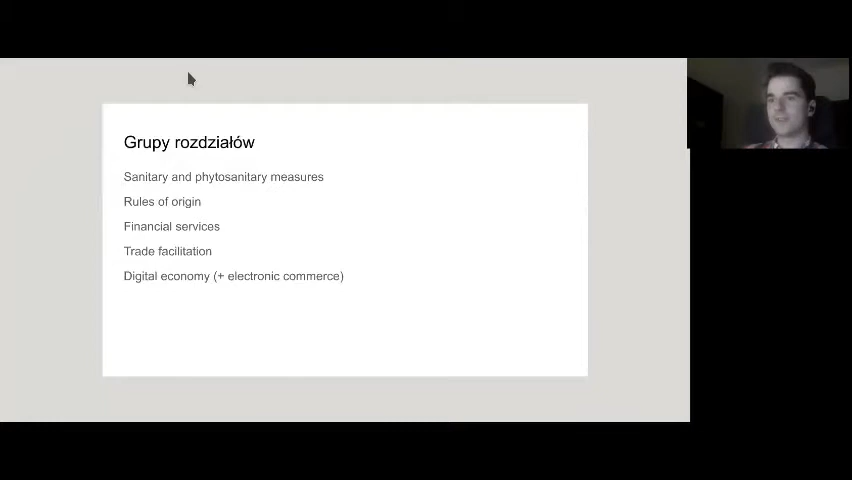 Grupy rozdziałów
Sanitary and phytosanitary measures
Rules of origin
Financial services
Trade facilitation
Digital economy (+ electronic commerce)